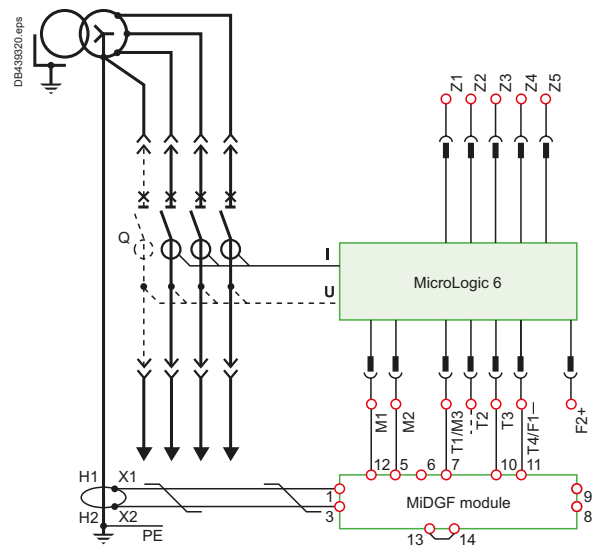 DB439320.eps
Z1
Z2
Z3
Z4
Z5
Q
I
U
MicroLogic 6
M1
M2
T1/M3
T2
T3
T4/F1—
F2+
12
5
6
7
10
11
H1
X1
1
MiDGF module
9
H2
X2
3
8
PE
13
14